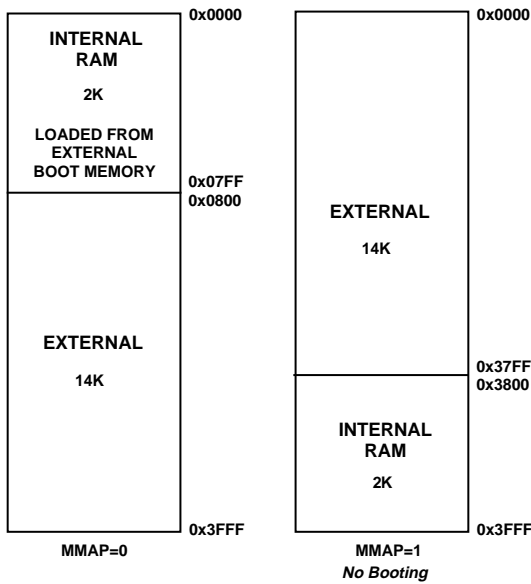 0x0000
INTERNAL
RAM
2K
LOADED FROM
EXTERNAL
BOOT MEMORY
0x07FF
0x0800
EXTERNAL
14K
0x3FFF
MMAP=0
0x0000
EXTERNAL
14K
0x37FF
0x3800
INTERNAL
RAM
2K
0x3FFF
MMAP=1
No Booting